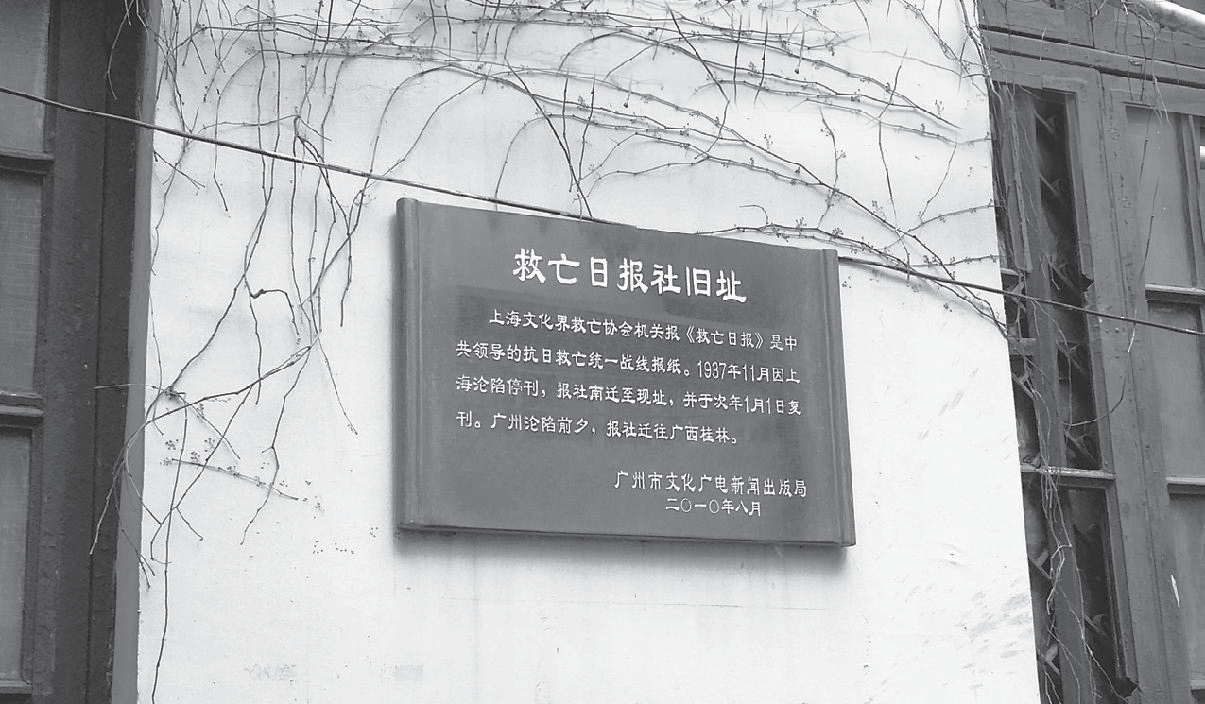 救亡日报社旧址
上海文化界救亡协会机关报《救亡日报》是中
共领导的抗日救亡统一战线报纸。1937年11月因上
海沦陷停刊，报社南迁至现址，并于次年1月1日复
刊。广州沦陷前夕，报社迁往广西桂林。
广州市文化广电新闻出版局
二〇一〇年八月